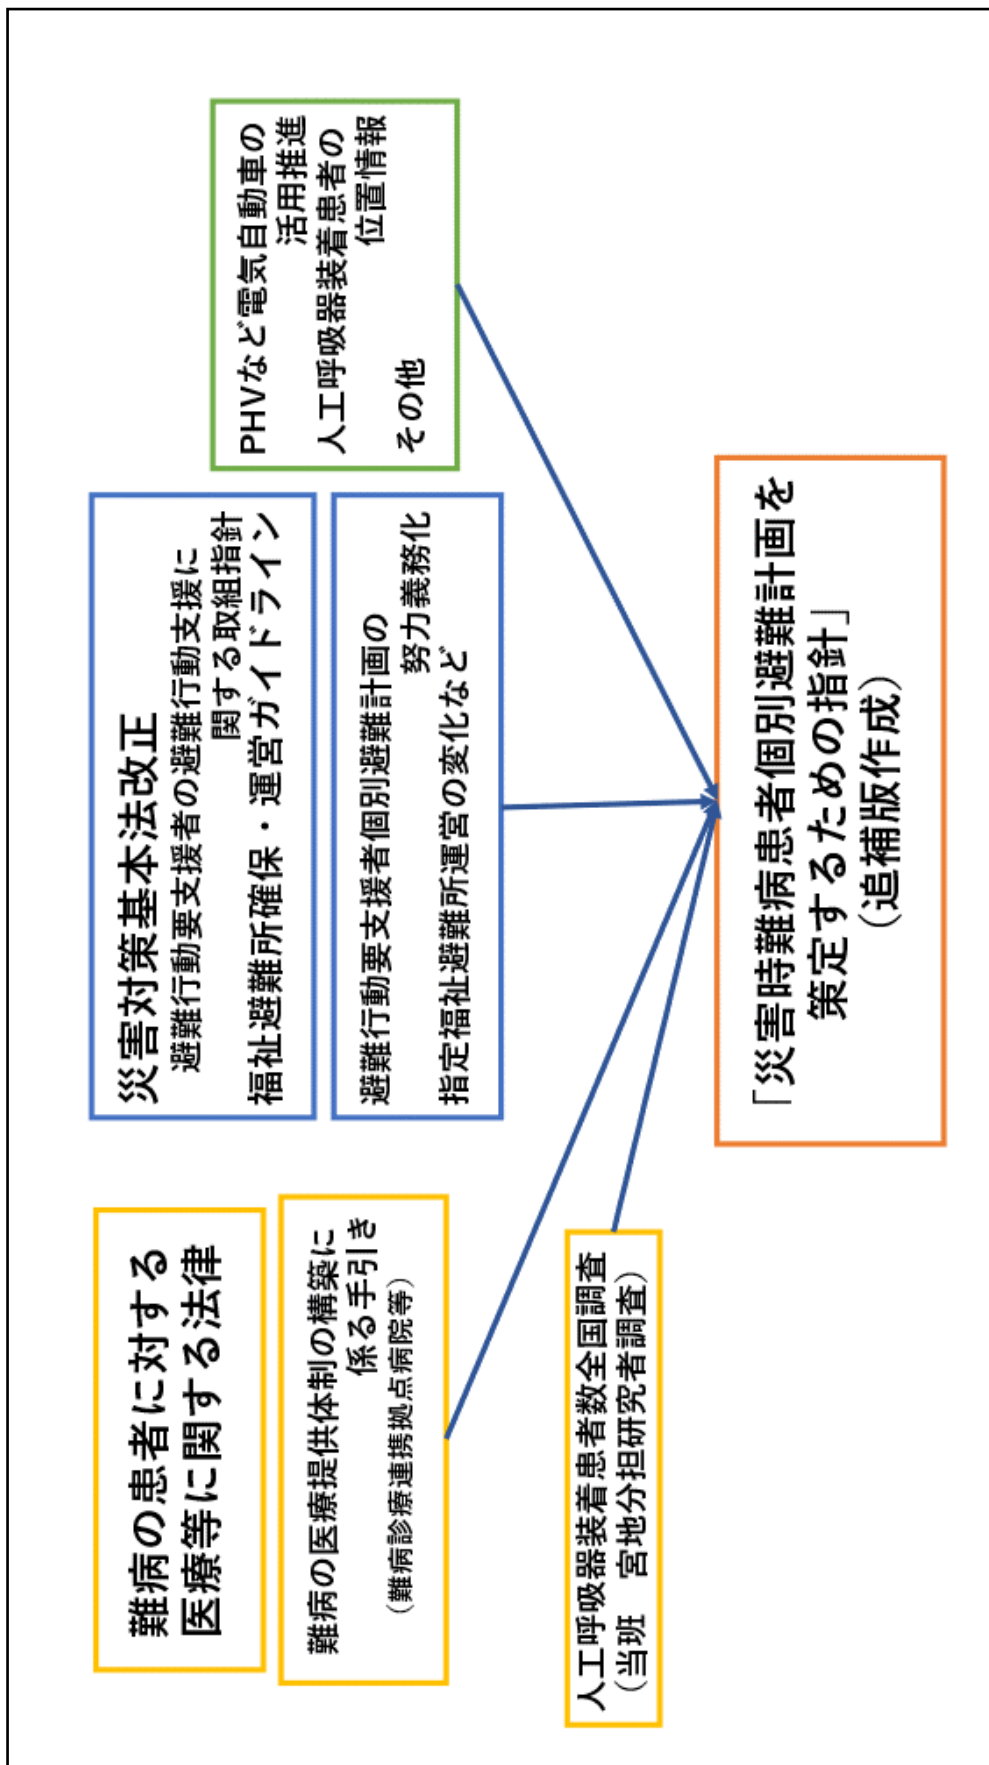 難病の患者に対する
医療等に関する法律
難病の医療提供体制の構築に
係る手引き
（難病診療連携拠点病院等）
人工呼吸器装着患者数全国調査
（当班　宮地分担研究者調査）
災害対策基本法改正
避難行動要支援者の避難行動支援に
関する取組指針
福祉避難所確保・運営ガイドライン
避難行動要支援者個別避難計画の
努力義務化
指定福祉避難所運営の変化など
PHVなど電気自動車の
活用推進
人工呼吸器装着患者の
位置情報
その他
「災害時難病患者個別避難計画を
策定するための指針」
（追補版作成）